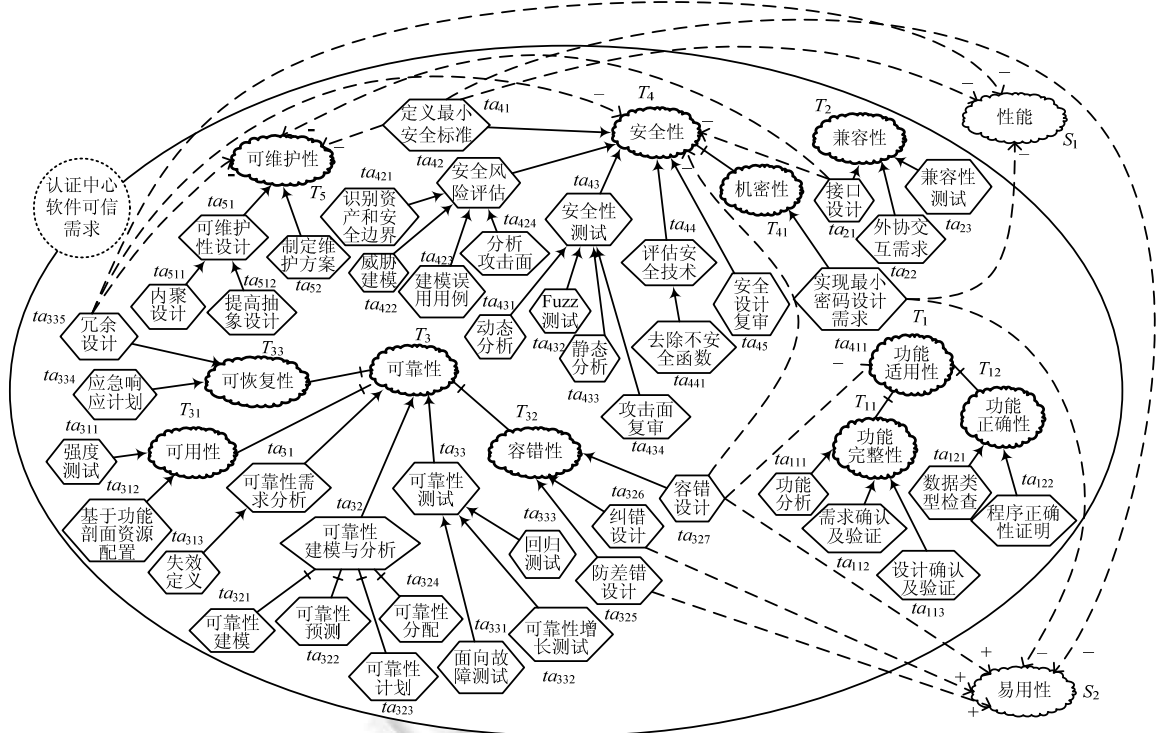 定义最小
安全标准
ta41
T4
安全性
T2
兼容性
性能
S1
认证中心
软件可信
需求
可维护性
T5
ta42
安全风
险评估
ta421
识别资
产和安
全边界
ta43
安全性
测试
机密性
T41
接口
设计
ta21
兼容性
测试
ta23
外协交
互需求
ta22
ta51
可维护
性设计
制定维
护方案
ta52
威胁
建模
ta422
ta423
建模误
用用例
ta424
分析
攻击面
ta44
评估安
全技术
安全
设计
复审
ta45
实现最小
密码设计
需求
ta411
ta511
内聚
设计
ta512
提高抽
象设计
ta431
动态
分析
Fuzz
测试
ta432
静态
分析
ta433
去除不安
全函数
ta441
攻击面
复审
ta434
ta335
冗余
设计
T33
可恢复性
ta334
应急响
应计划
T3
可靠性
T1
功能
适用性
T12
功能
正确性
T11
功能
完整性
T31
可用性
ta311
强度
测试
ta312
基于功能
剖面资源
配置
ta31
可靠性需
求分析
ta313
失效
定义
ta32
可靠性
建模与分析
ta33
可靠性
测试
T32
容错性
ta326
纠错
设计
容错
设计
ta327
ta111
功能
分析
ta121
数据类
型检查
ta122
程序正确
性证明
需求确认
及验证
ta112
设计确认
及验证
ta113
ta333
回归
测试
防差错
设计
ta325
ta321
可靠性
建模
可靠性
预测
ta322
ta324
可靠性
分配
可靠性
计划
ta323
ta331
面向故
障测试
可靠性增
长测试
ta332
易用性
S2